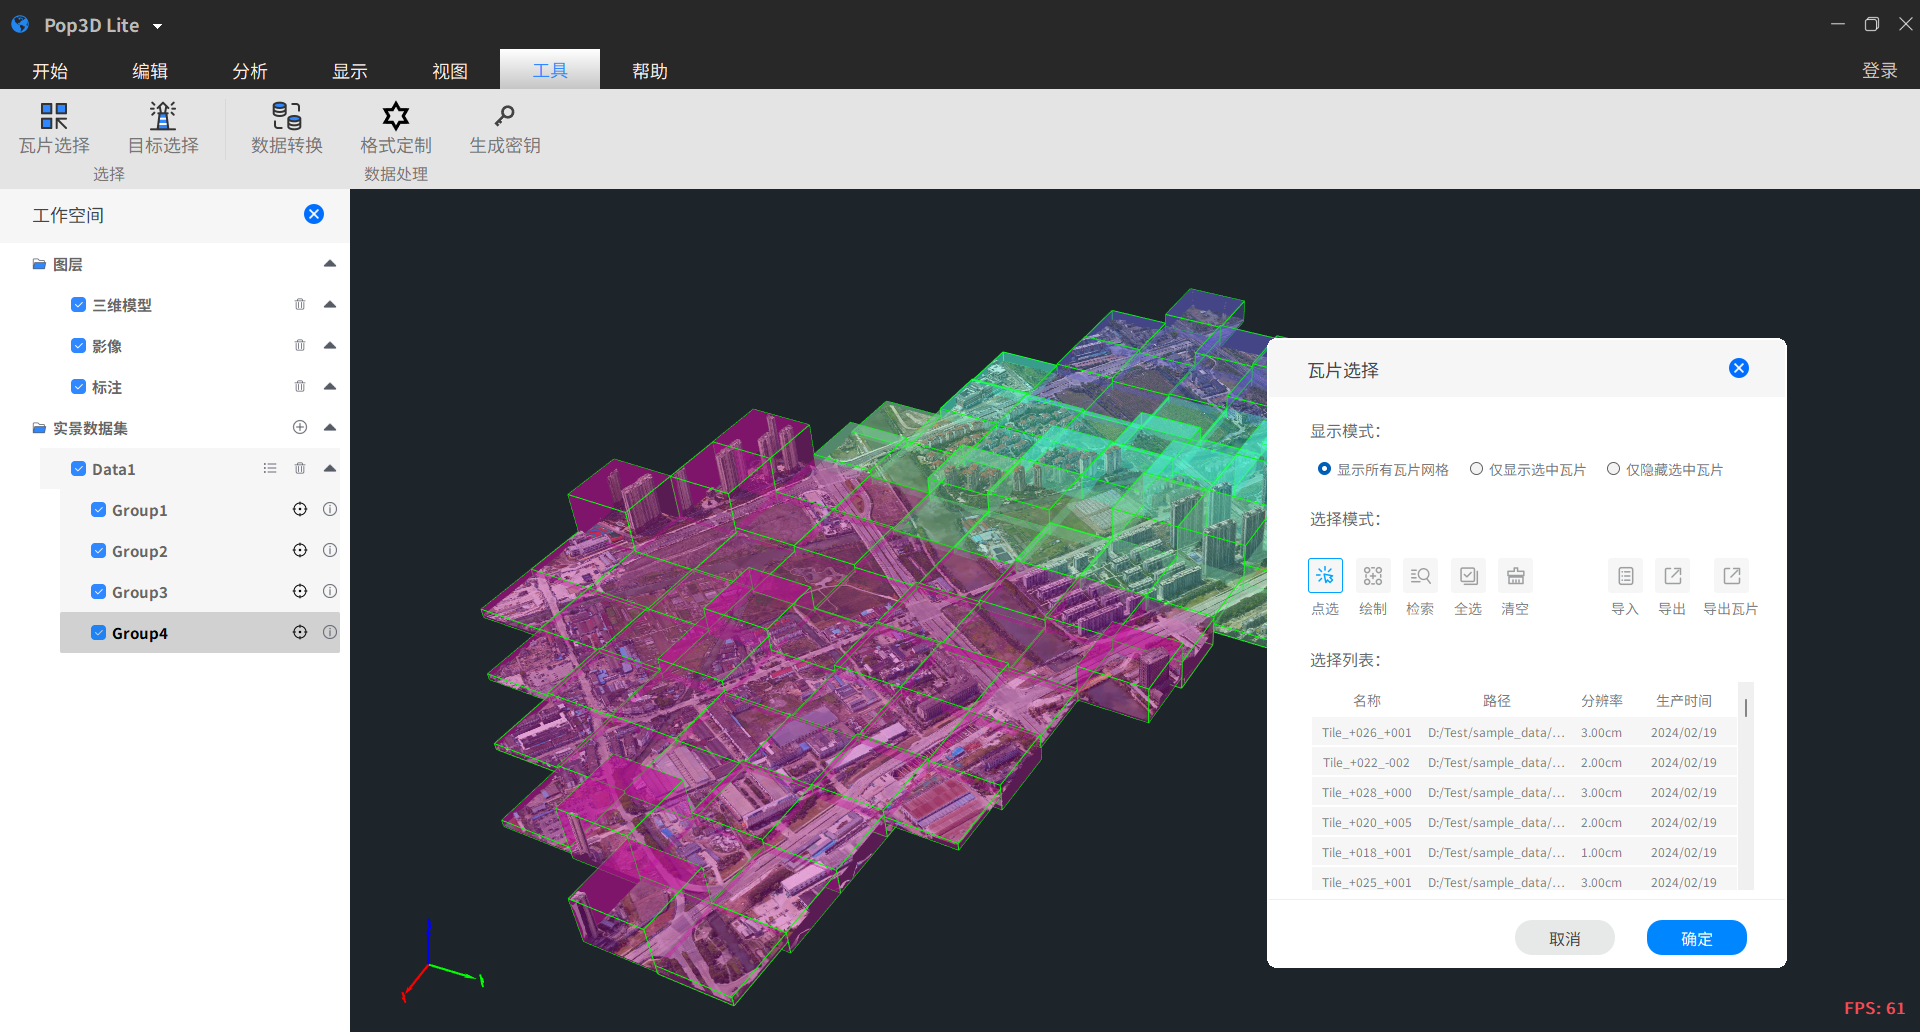 Pop3D Lite
开始 编辑 分析 显示 视图 工具 帮助 登录
瓦片选择 目标选择 数据转换 格式定制 生成密钥
选择 数据处理
工作空间
图层
三维模型
影像
标注
实景数据集
Data1
Group1
Group2
Group3
Group4
瓦片选择
显示模式：
显示所有瓦片网格 仅显示选中瓦片 仅隐藏选中瓦片
选择模式：
点选 绘制 检索 全选 清空 导入 导出 导出瓦片
选择列表：
名称 路径 分辨率 生产时间
Tile_+026_+001 D:/Test/sample_data/... 3.00cm 2024/02/19
Tile_+022_-002 D:/Test/sample_data/... 2.00cm 2024/02/19
Tile_+028_+000 D:/Test/sample_data/... 3.00cm 2024/02/19
Tile_+020_+005 D:/Test/sample_data/... 2.00cm 2024/02/19
Tile_+018_+001 D:/Test/sample_data/... 1.00cm 2024/02/19
Tile_+025_+001 D:/Test/sample_data/... 3.00cm 2024/02/19
取消 确定
FPS: 61